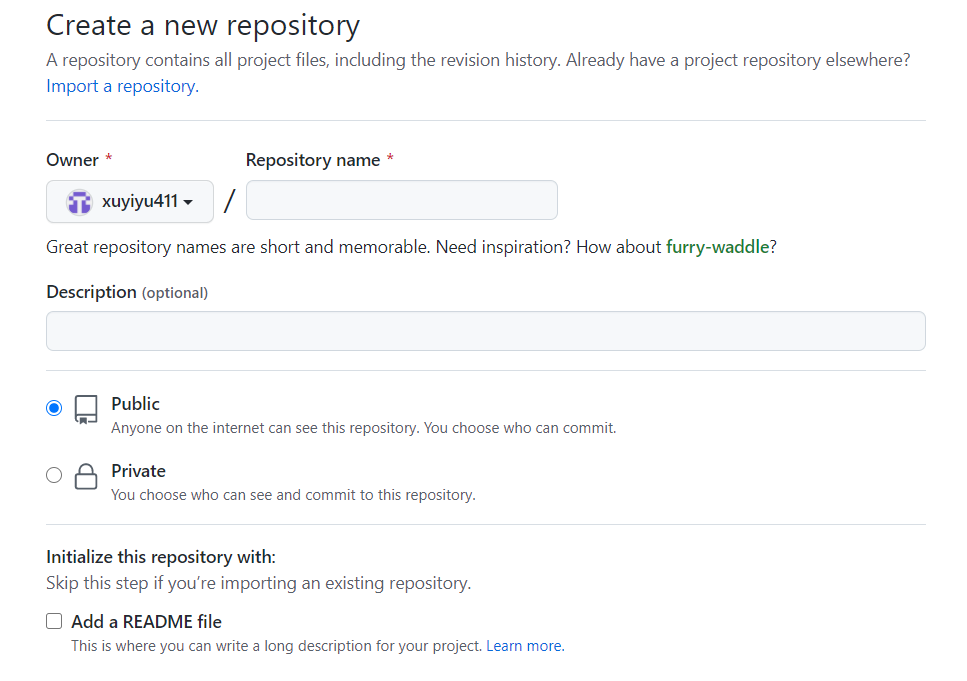 Create a new repository
A repository contains all project files, including the revision history. Already have a project repository elsewhere?
Import a repository.
Owner * Repository name *
xuyiyu411 /
Great repository names are short and memorable. Need inspiration? How about furry-waddle?
Description (optional)
Public
Anyone on the internet can see this repository. You choose who can commit.
Private
You choose who can see and commit to this repository.
Initialize this repository with:
Skip this step if you’re importing an existing repository.
Add a README file
This is where you can write a long description for your project. Learn more.